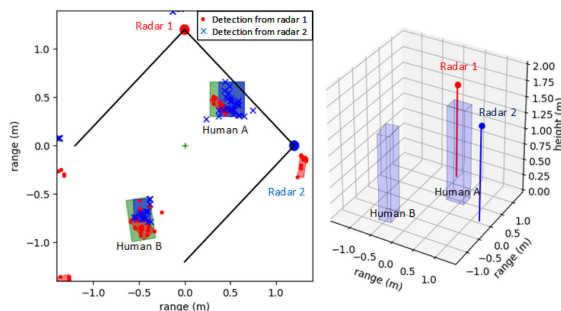 Radar 1
Detection from radar 1
Detection from radar 2
1.0
0.5
0.0
−0.5
−1.0
range (m)
Human A
Radar 2
Human B
−1.0
−0.5
0.0
0.5
1.0
range (m)
Radar 1
Radar 2
Human A
Human B
2.00
1.75
1.50
1.25
1.00
0.75
0.50
0.25
0.00
height (m)
−1.0
−0.5
0.0
0.5
1.0
range (m)
1.0
0.5
0.0
−0.5
−1.0
range (m)